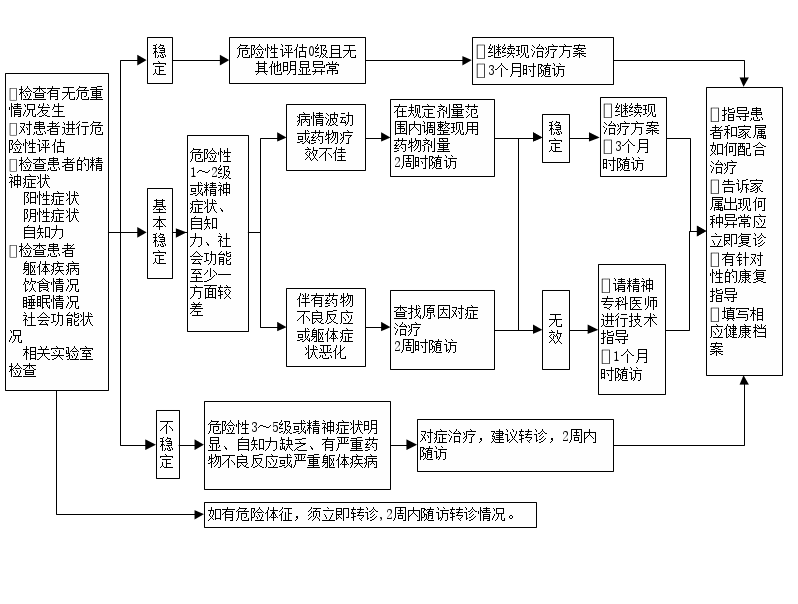 检查有无危重
情况发生
对患者进行危
险性评估
检查患者的精
神症状
阳性症状
阴性症状
自知力
检查患者
躯体疾病
饮食情况
睡眠情况
社会功能状
况
相关实验室
检查
稳
定
危险性评估0级且无
其他明显异常
继续现治疗方案
3个月时随访
基
本
稳
定
危险性
1～2级
或精神
症状、
自知
力、社
会功能
至少一
方面较
差
病情波动
或药物疗
效不佳
在规定剂量范
围内调整现用
药物剂量
2周时随访
稳
定
继续现
治疗方案
3个月
时随访
伴有药物
不良反应
或躯体症
状恶化
查找原因对症
治疗
2周时随访
无
效
请精神
专科医师
进行技术
指导
1个月
时随访
不
稳
定
危险性3～5级或精神症状明
显、自知力缺乏、有严重药
物不良反应或严重躯体疾病
对症治疗，建议转诊，2周内
随访
如有危险体征，须立即转诊,2周内随访转诊情况。
指导患
者和家属
如何配合
治疗
告诉家
属出现何
种异常应
立即复诊
有针对
性的康复
指导
填写相
应健康档
案